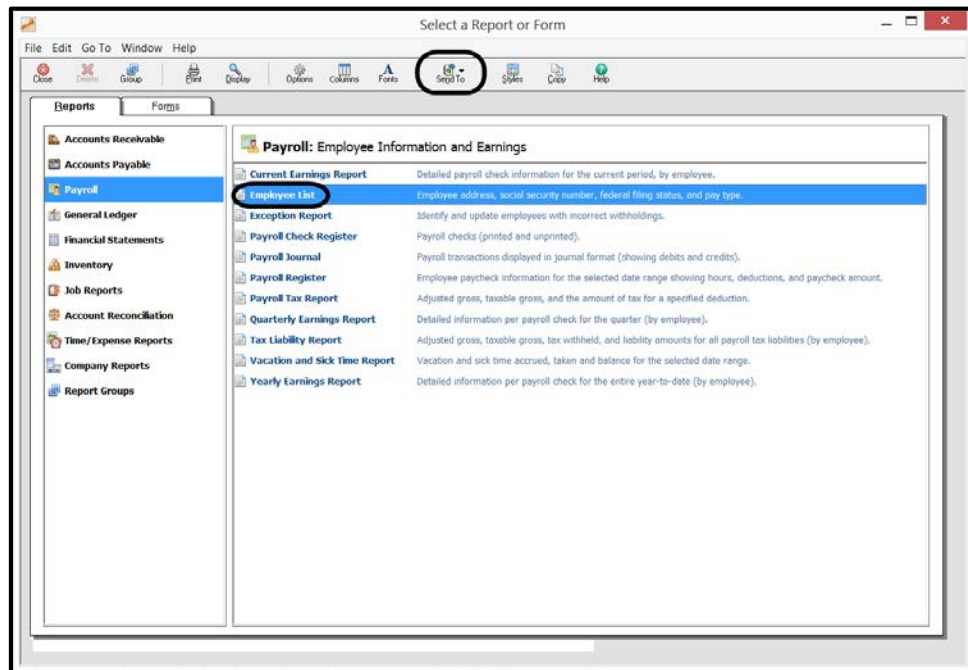 Select a Report or Form
File Edit Go To Window Help
Close Delete Group Print Display Options Columns Fonts Send To Styles Copy Help
Reports Forms
Accounts Receivable
Accounts Payable
Payroll
General Ledger
Financial Statements
Inventory
Job Reports
Account Reconciliation
Time/Expense Reports
Company Reports
Report Groups
Payroll: Employee Information and Earnings
Current Earnings Report Detailed payroll check information for the current period, by employee.
Employee List Employee address, social security number, federal filing status, and pay type.
Exception Report Identify and update employees with incorrect withholdings.
Payroll Check Register Payroll checks (printed and unprinted).
Payroll Journal Payroll transactions displayed in journal format (showing debits and credits).
Payroll Register Employee paycheck information for the selected date range showing hours, deductions, and paycheck amount.
Payroll Tax Report Adjusted gross, taxable gross, and the amount of tax for a specified deduction.
Quarterly Earnings Report Detailed information per payroll check for the quarter (by employee).
Tax Liability Report Adjusted gross, taxable gross, tax withheld, and liability amounts for all payroll tax liabilities (by employee).
Vacation and Sick Time Report Vacation and sick time accrued, taken and balance for the selected date range.
Yearly Earnings Report Detailed information per payroll check for the entire year-to-date (by employee).